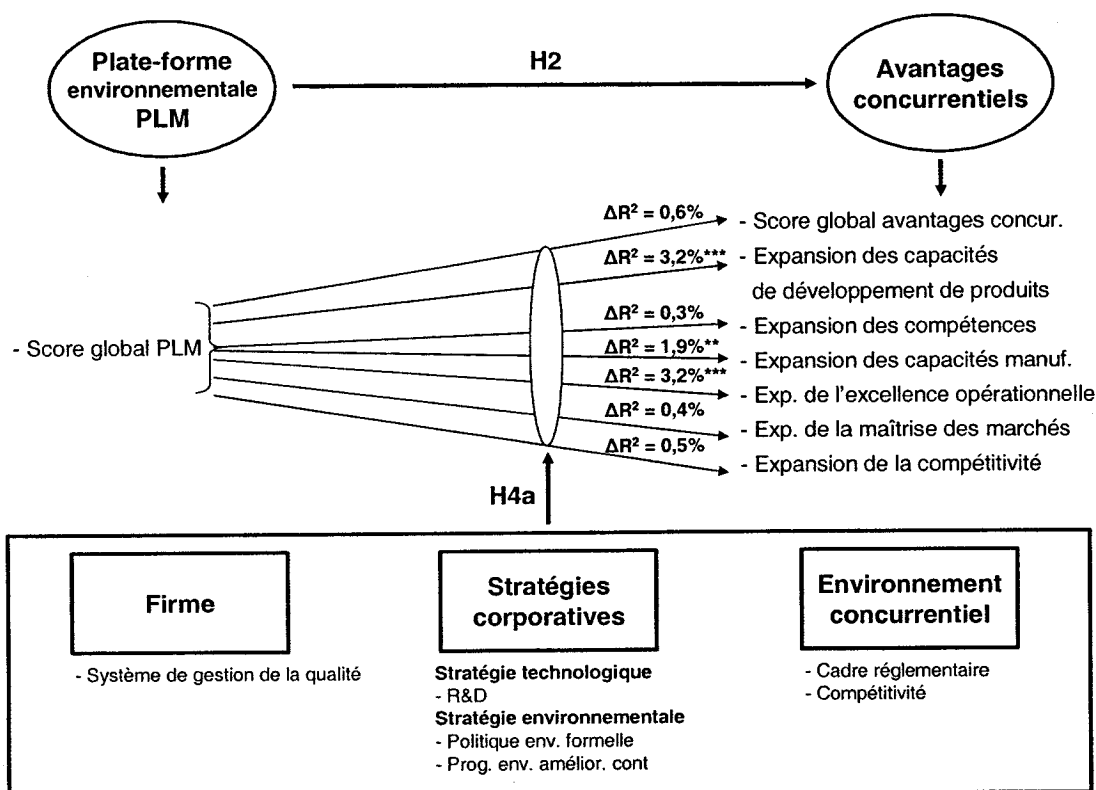 Plate-forme
environnementale
PLM
H2
Avantages
concurrentiels
ΔR² = 0,6%
- Score global avantages concur.
ΔR² = 3,2%***
- Expansion des capacités
de développement de produits
ΔR² = 0,3%
- Expansion des compétences
- Score global PLM
ΔR² = 1,9%**
- Expansion des capacités manuf.
ΔR² = 3,2%***
- Exp. de l'excellence opérationnelle
ΔR² = 0,4%
- Exp. de la maîtrise des marchés
ΔR² = 0,5%
- Expansion de la compétitivité
H4a
Firme
- Système de gestion de la qualité
Stratégies
corporatives
Stratégie technologique
- R&D
Stratégie environnementale
- Politique env. formelle
- Prog. env. amélior. cont
Environnement
concurrentiel
- Cadre réglementaire
- Compétitivité